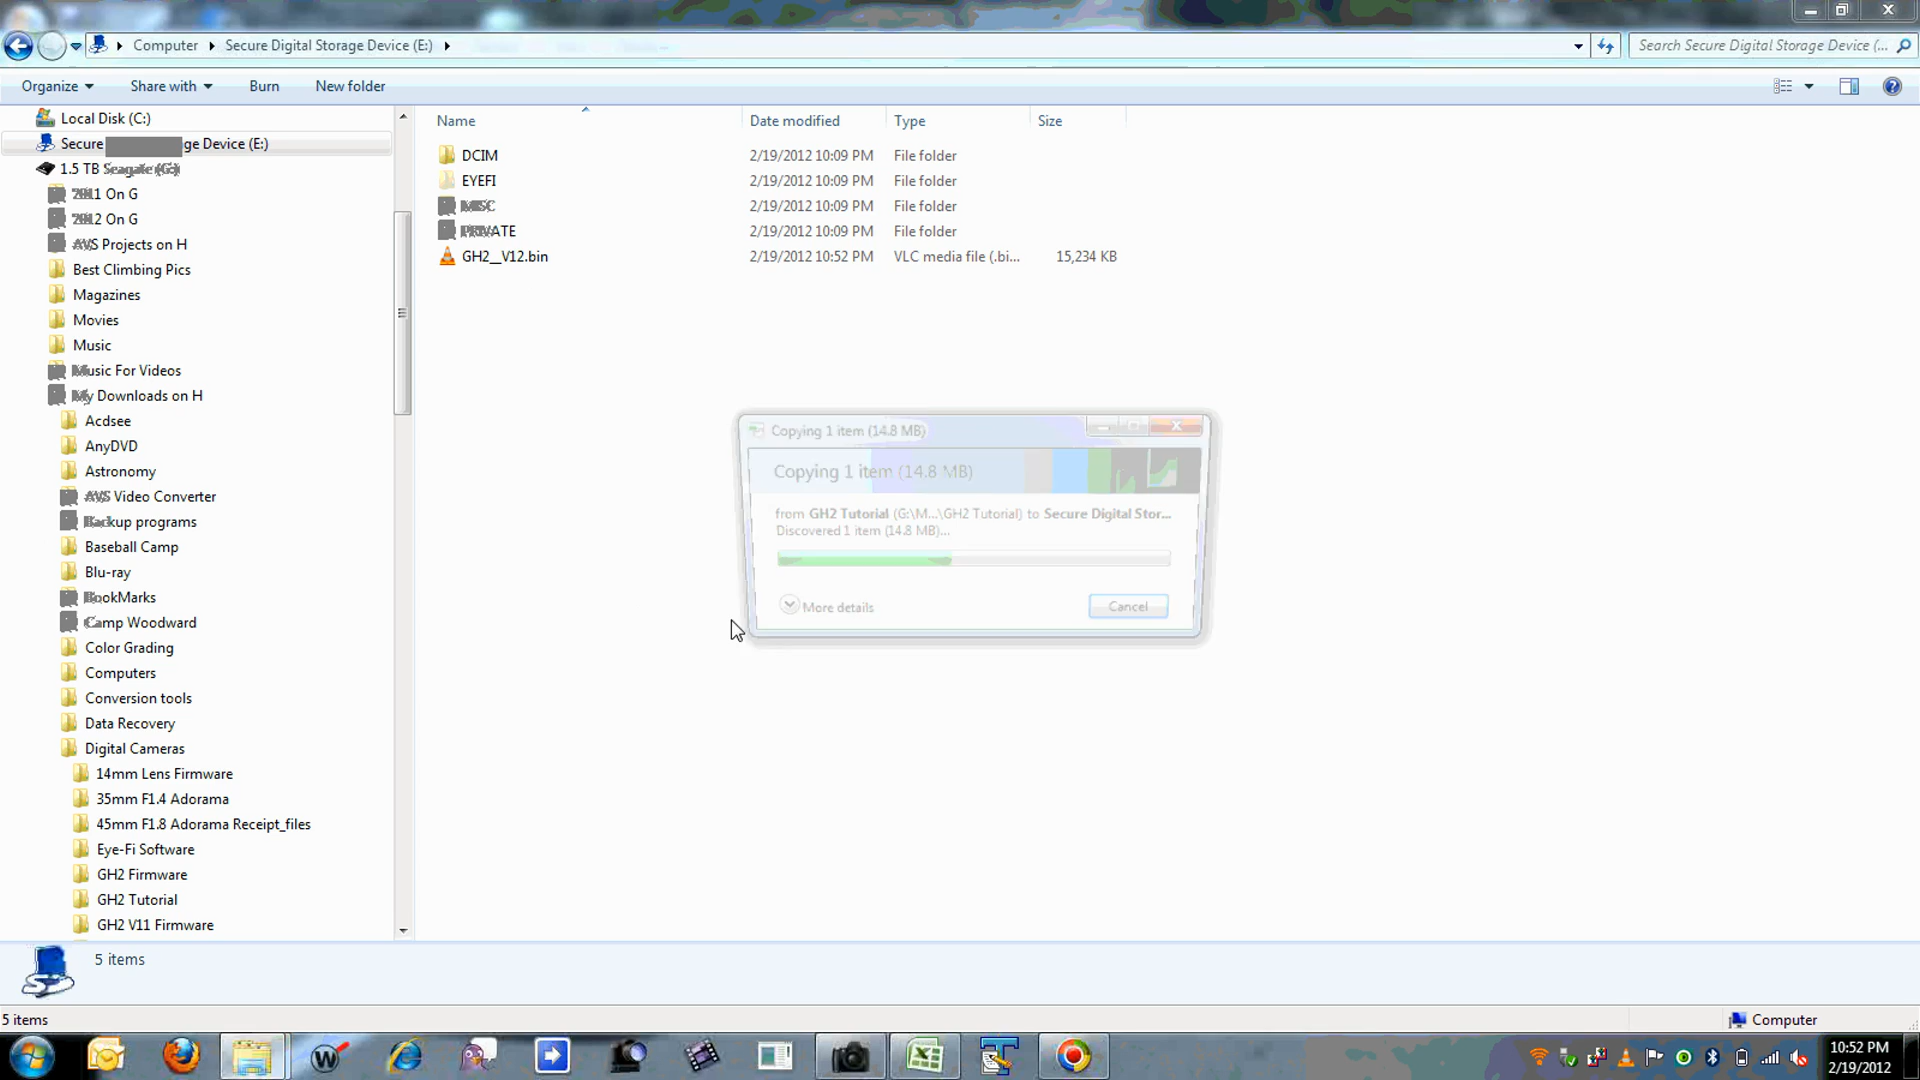 Computer
Secure Digital Storage Device (E:)
Search Secure Digital Storage Device (...
Organize
Share with
Burn
New folder
Local Disk (C:)
Secure ge Device (E:)
1.5 TB Seagate (G:)
11 On G
2 On G
S Projects on H
Best Climbing Pics
Magazines
Movies
Music
Music For Videos
My Downloads on H
Acdsee
AnyDVD
Astronomy
Video Converter
Backup programs
Baseball Camp
Blu-ray
BookMarks
Camp Woodward
Color Grading
Computers
Conversion tools
Data Recovery
Digital Cameras
14mm Lens Firmware
35mm F1.4 Adorama
45mm F1.8 Adorama Receipt_files
Eye-Fi Software
GH2 Firmware
GH2 Tutorial
GH2 V11 Firmware
Name Date modified Type Size
DCIM 2/19/2012 10:09 PM File folder
EYEFI 2/19/2012 10:09 PM File folder
2/19/2012 10:09 PM File folder
PRIVATE 2/19/2012 10:09 PM File folder
GH2__V12.bin 2/19/2012 10:52 PM VLC media file (.bi... 15,234 KB
Copying 1 item (14.8 MB)
Copying 1 item (14.8 MB)
from GH2 Tutorial (G:\M...\GH2 Tutorial) to Secure Digital Stor...
Discovered 1 item (14.8 MB)...
More details
Cancel
5 items
5 items
Computer
10:52 PM
2/19/2012